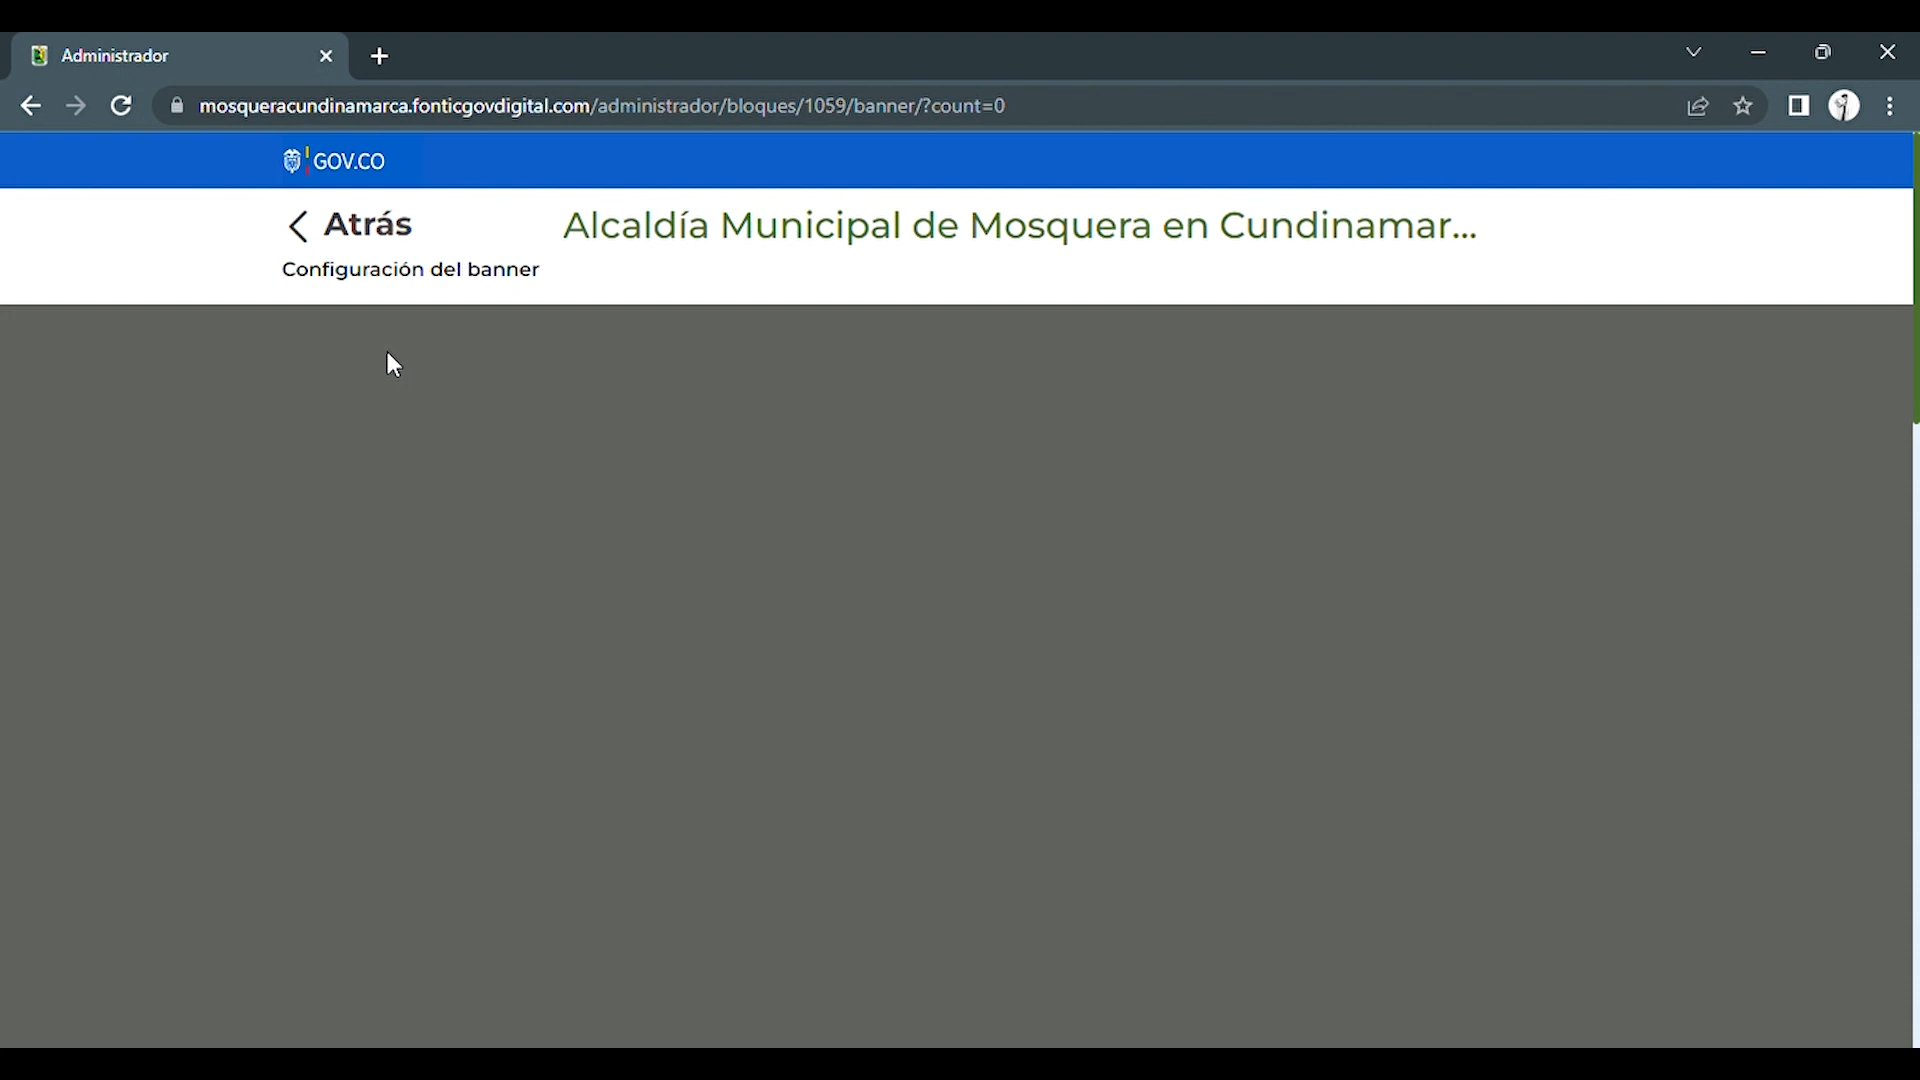 Administrador
mosqueracundinamarca.fonticgovdigital.com/administrador/bloques/1059/banner/?count=0
GOV.CO
Atrás
Alcaldía Municipal de Mosquera en Cundinamar...
Configuración del banner